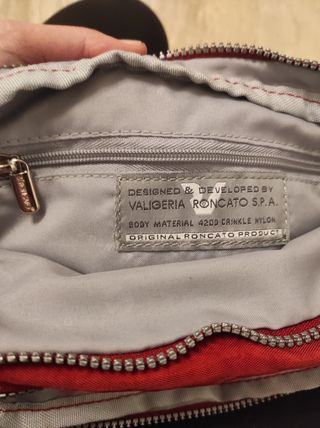 DESIGNED & DEVELOPED BY
VALIGERIA RONCATO S.P.A.
BODY MATERIAL 420D CRINKLE NYLON
ORIGINAL RONCATO PRODUCT